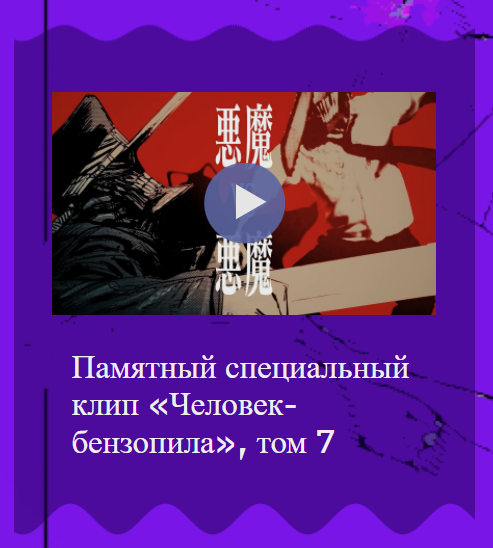 悪魔
悪魔
Памятный специальный
клип «Человек-
бензопила», том 7